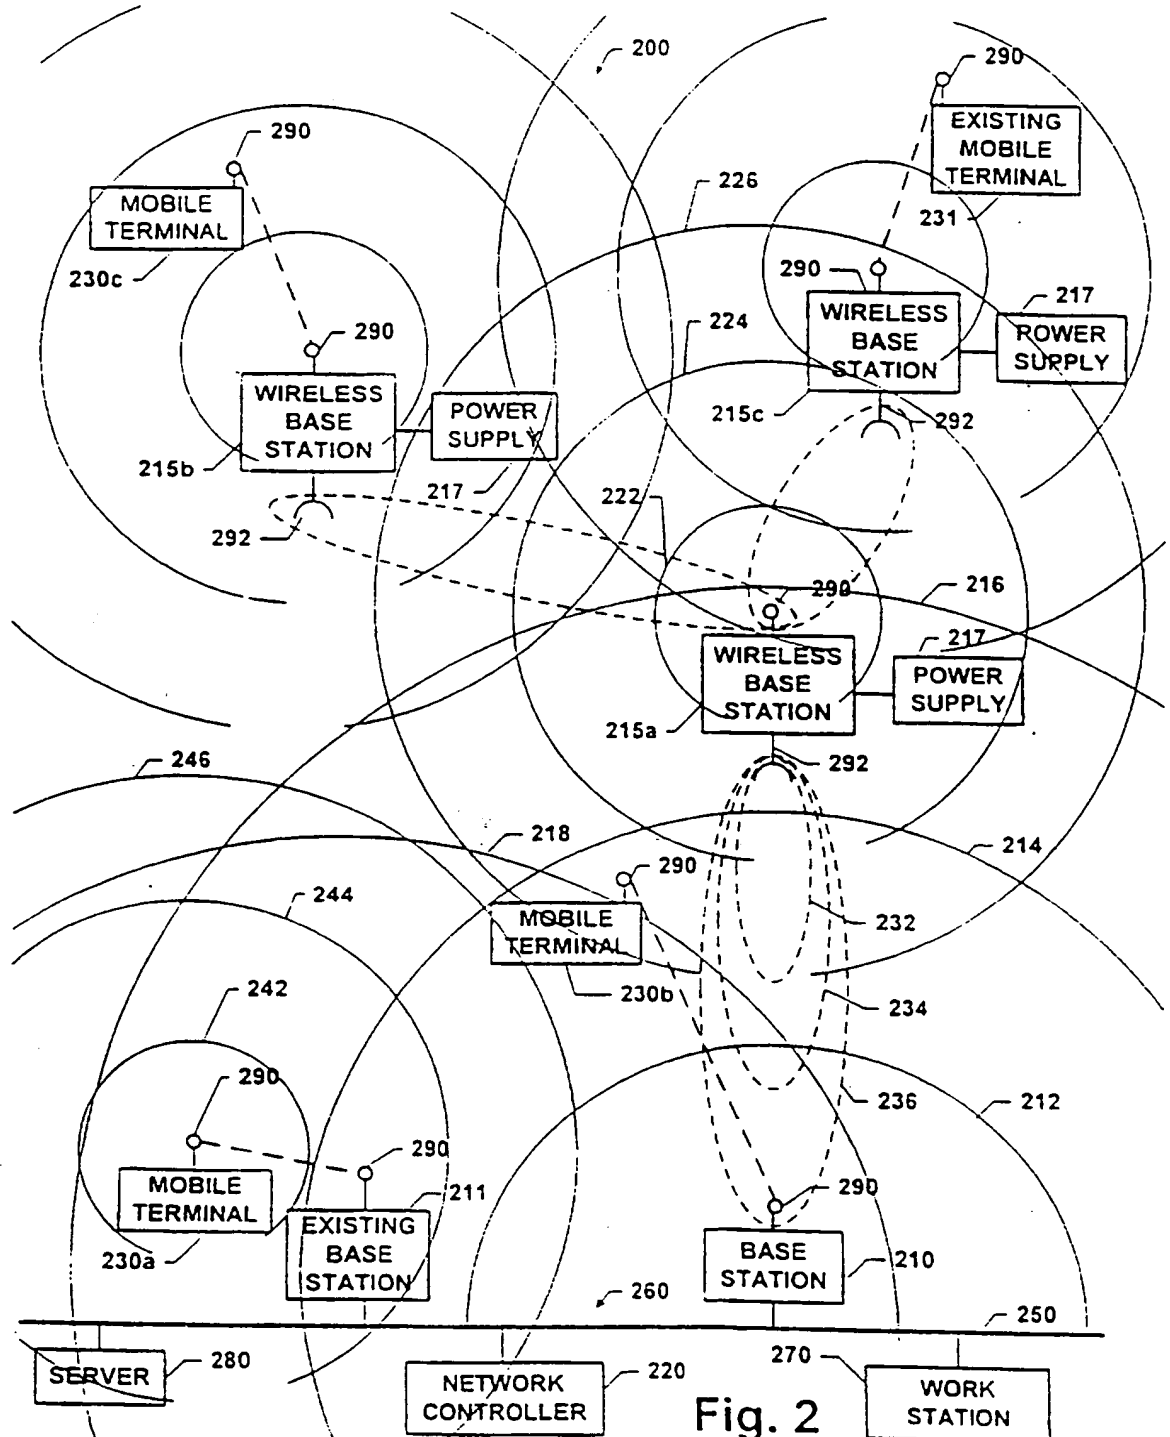 200
290
EXISTING
MOBILE
TERMINAL
231
290
MOBILE
TERMINAL
230c
226
290
WIRELESS
BASE
STATION
215c
217
POWER
SUPPLY
292
224
290
WIRELESS
BASE
STATION
215b
POWER
SUPPLY
217
292
222
290
216
WIRELESS
BASE
STATION
215a
217
POWER
SUPPLY
292
246
218
214
290
MOBILE
TERMINAL
230b
244
232
234
236
212
242
290
MOBILE
TERMINAL
230a
290
211
EXISTING
BASE
STATION
290
BASE
STATION
210
260
250
SERVER
280
NETWORK
CONTROLLER
220
270
WORK
STATION
Fig. 2